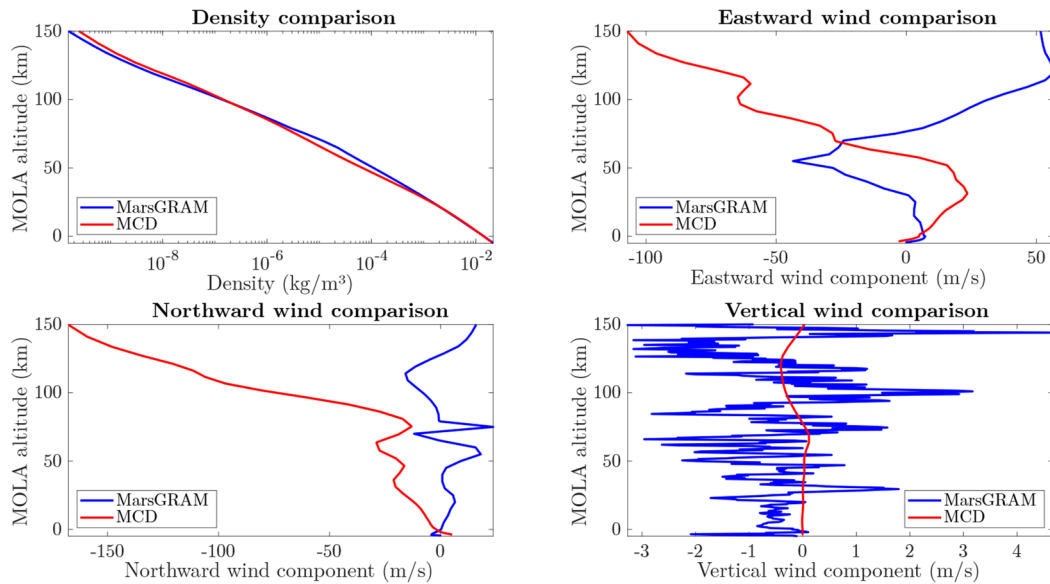 Density comparison
MOLA altitude (km)
150
100
50
0
MarsGRAM
MCD
10⁻⁸
10⁻⁶
10⁻⁴
10⁻²
Density (kg/m³)
Eastward wind comparison
MOLA altitude (km)
150
100
50
0
MarsGRAM
MCD
-100
-50
0
50
Eastward wind component (m/s)
Northward wind comparison
MOLA altitude (km)
150
100
50
0
MarsGRAM
MCD
-150
-100
-50
0
Northward wind component (m/s)
Vertical wind comparison
MOLA altitude (km)
150
100
50
0
MarsGRAM
MCD
-3
-2
-1
0
1
2
3
4
Vertical wind component (m/s)